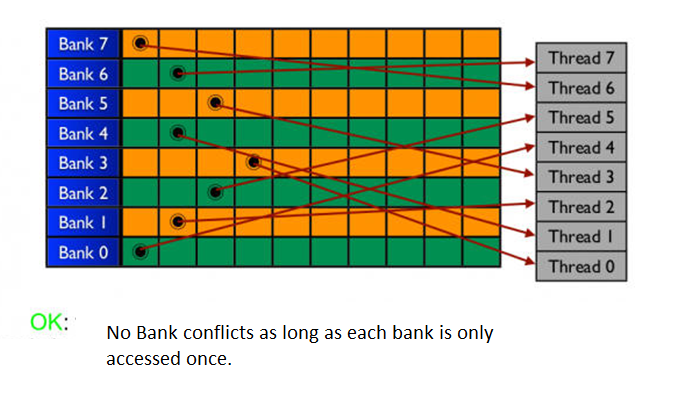 Bank 7
Bank 6
Bank 5
Bank 4
Bank 3
Bank 2
Bank 1
Bank 0
Thread 7
Thread 6
Thread 5
Thread 4
Thread 3
Thread 2
Thread 1
Thread 0
OK:
No Bank conflicts as long as each bank is only
accessed once.